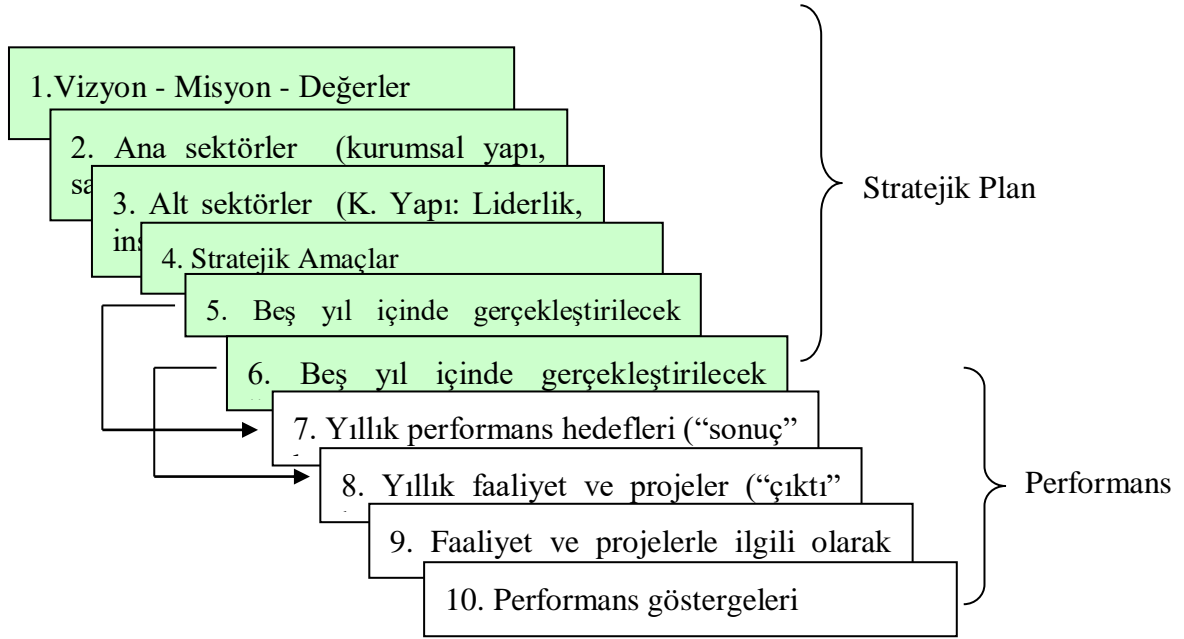 1.Vizyon - Misyon - Değerler
2. Ana sektörler (kurumsal yapı,
3. Alt sektörler (K. Yapı: Liderlik,
4. Stratejik Amaçlar
5. Beş yıl içinde gerçekleştirilecek
6. Beş yıl içinde gerçekleştirilecek
7. Yıllık performans hedefleri (“sonuç”
8. Yıllık faaliyet ve projeler (“çıktı”
9. Faaliyet ve projelerle ilgili olarak
10. Performans göstergeleri
Stratejik Plan
Performans